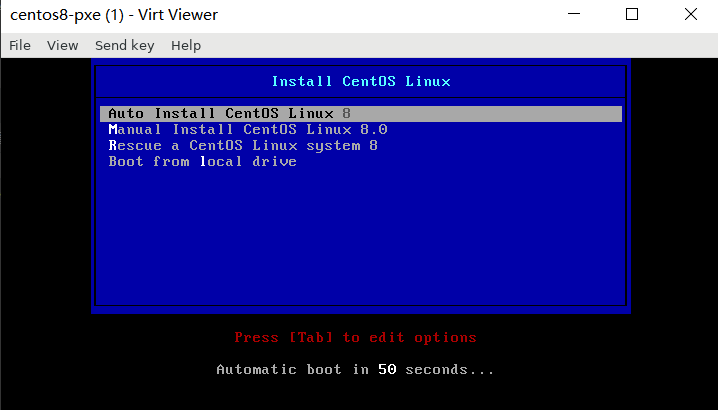 centos8-pxe (1) - Virt Viewer
File View Send key Help
Install CentOS Linux
Auto Install CentOS Linux 8
Manual Install CentOS Linux 8.0
Rescue a CentOS Linux system 8
Boot from local drive
Press [Tab] to edit options
Automatic boot in 50 seconds...